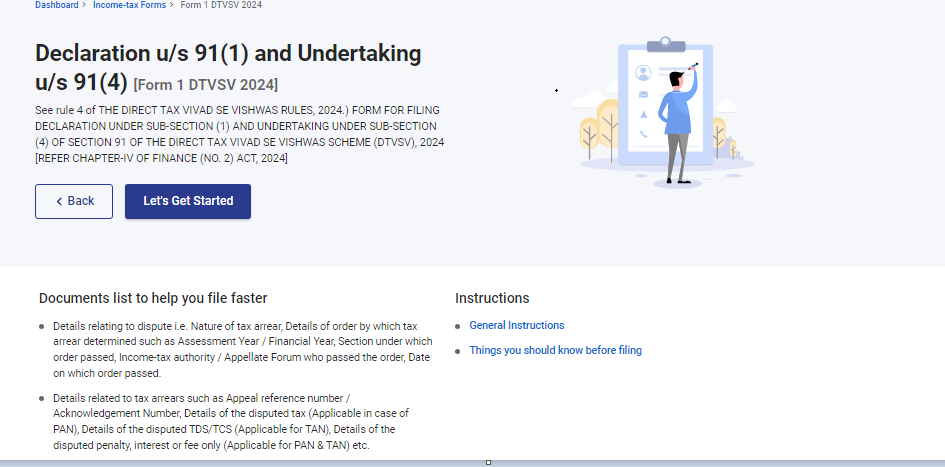 Dashboard > Income-tax Forms > Form 1 DTVSV 2024
Declaration u/s 91(1) and Undertaking
u/s 91(4) [Form 1 DTVSV 2024]
See rule 4 of THE DIRECT TAX VIVAD SE VISHWAS RULES, 2024.) FORM FOR FILING
DECLARATION UNDER SUB-SECTION (1) AND UNDERTAKING UNDER SUB-SECTION
(4) OF SECTION 91 OF THE DIRECT TAX VIVAD SE VISHWAS SCHEME (DTVSV), 2024
[REFER CHAPTER-IV OF FINANCE (NO. 2) ACT, 2024]
< Back
Let's Get Started
Documents list to help you file faster
Details relating to dispute i.e. Nature of tax arrear, Details of order by which tax
arrear determined such as Assessment Year / Financial Year, Section under which
order passed, Income-tax authority / Appellate Forum who passed the order, Date
on which order passed.
Details related to tax arrears such as Appeal reference number /
Acknowledgement Number, Details of the disputed tax (Applicable in case of
PAN), Details of the disputed TDS/TCS (Applicable for TAN), Details of the
disputed penalty, interest or fee only (Applicable for PAN & TAN) etc.
Instructions
General Instructions
Things you should know before filing